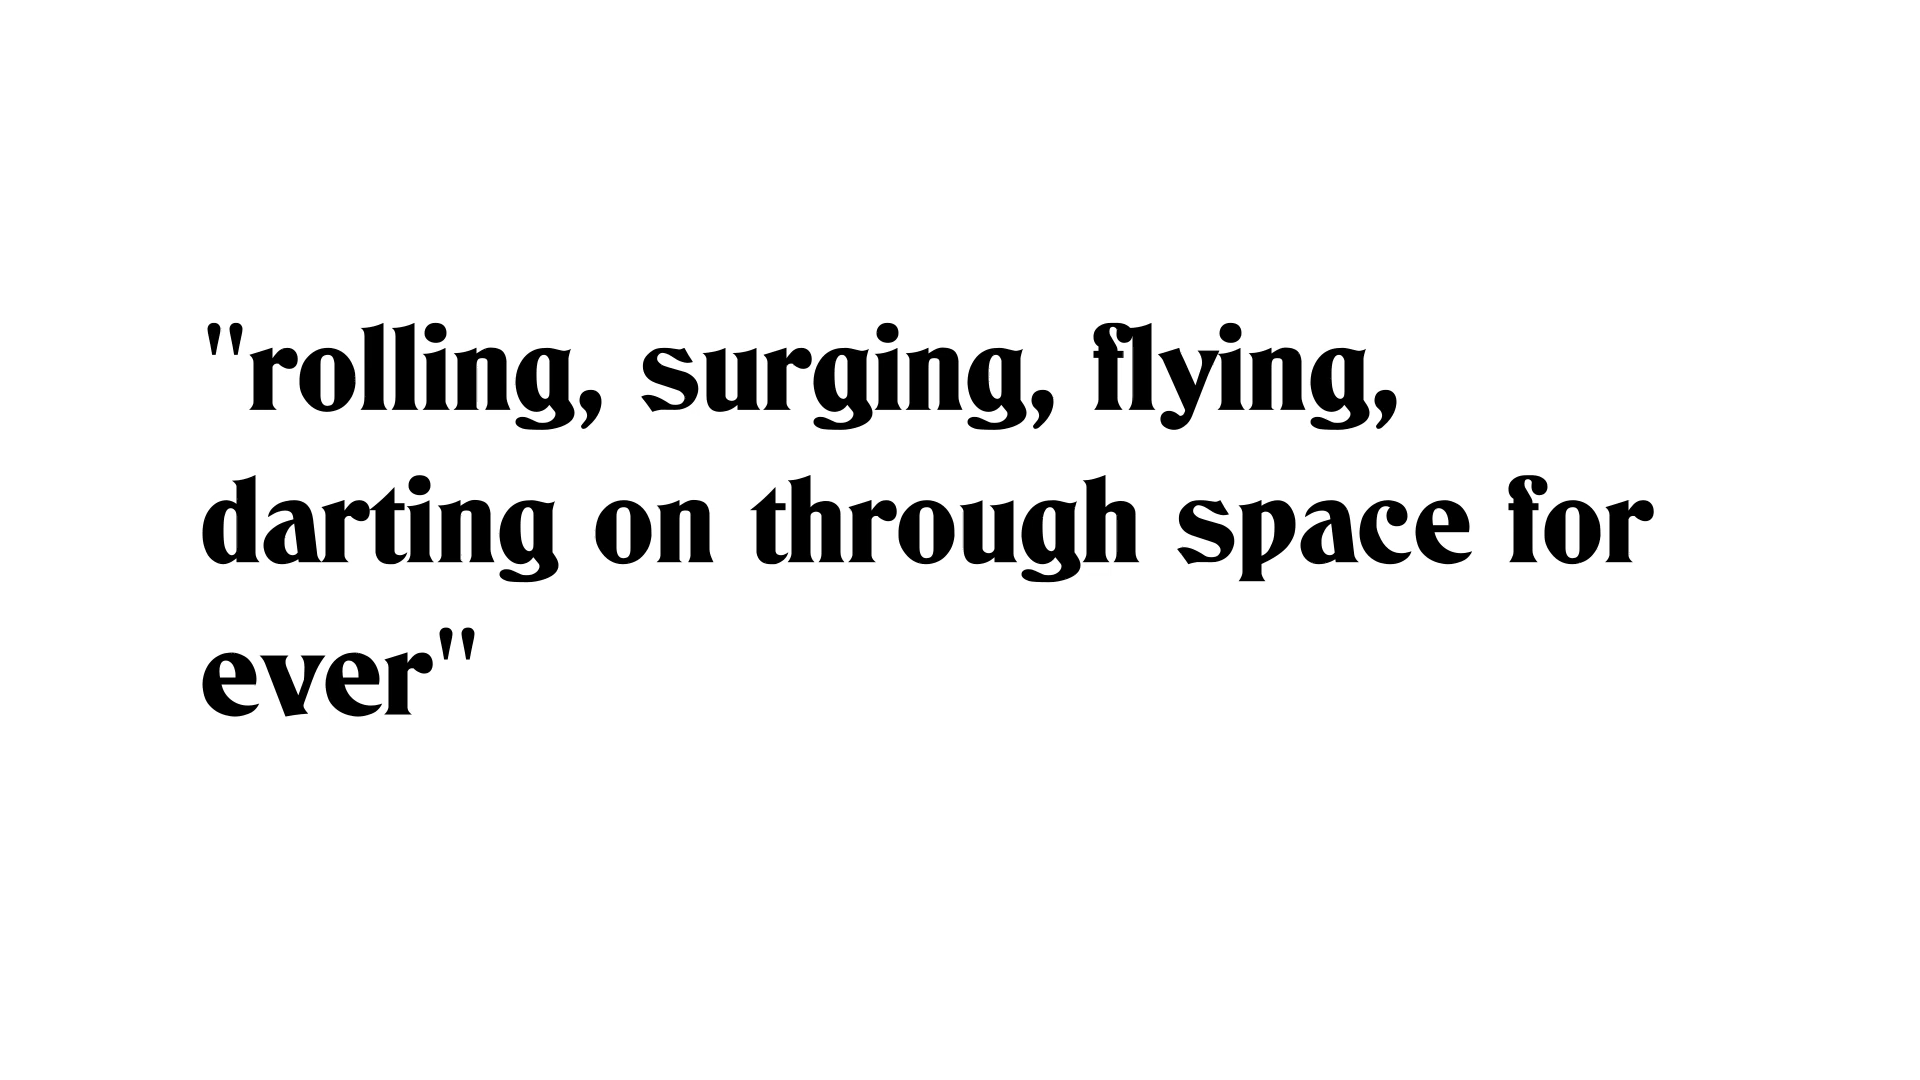 "rolling, surging, flying,
darting on through space for
ever"